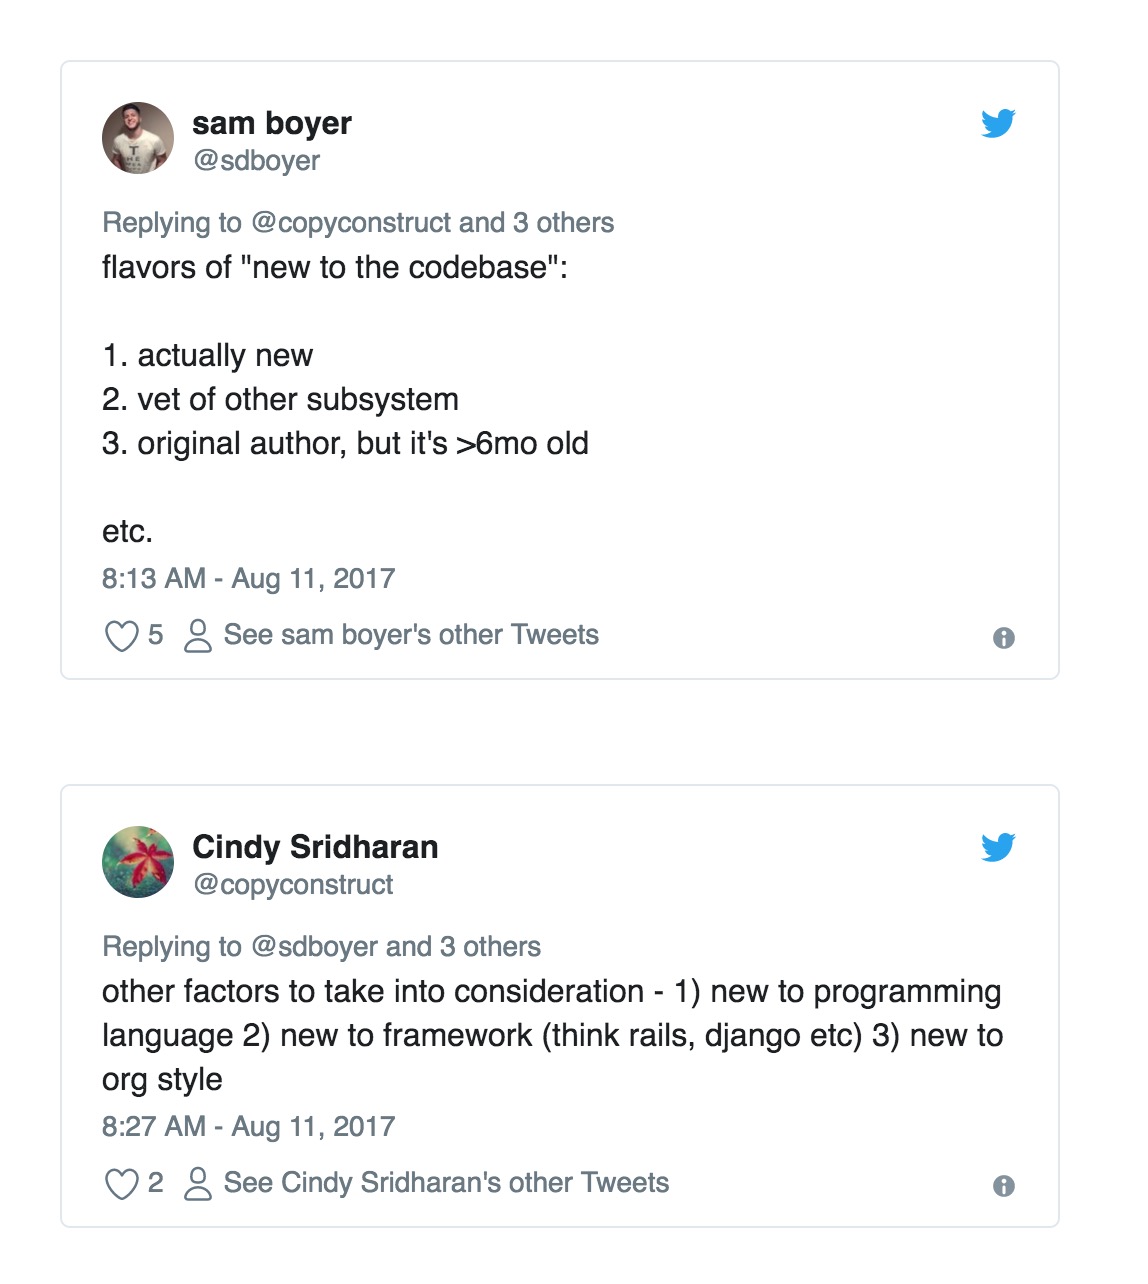 sam boyer
@sdboyer
Replying to @copyconstruct and 3 others
flavors of "new to the codebase":
1. actually new
2. vet of other subsystem
3. original author, but it's >6mo old
etc.
8:13 AM - Aug 11, 2017
5 See sam boyer's other Tweets
Cindy Sridharan
@copyconstruct
Replying to @sdboyer and 3 others
other factors to take into consideration - 1) new to programming
language 2) new to framework (think rails, django etc) 3) new to
org style
8:27 AM - Aug 11, 2017
2 See Cindy Sridharan's other Tweets